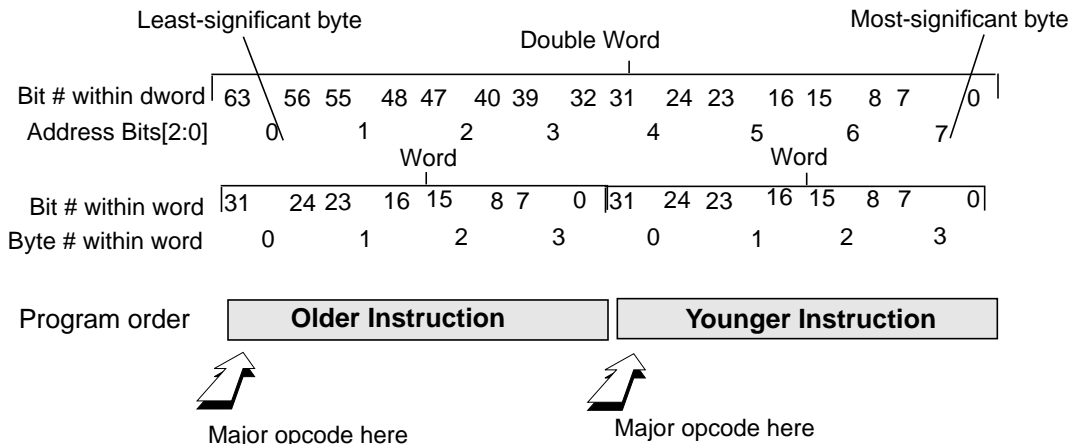 Least-significant byte
Most-significant byte
Double Word
Bit # within dword 63 56 55 48 47 40 39 32 31 24 23 16 15 8 7 0
Address Bits[2:0] 0 1 2 3 4 5 6 7
Word Word
Bit # within word 31 24 23 16 15 8 7 0 31 24 23 16 15 8 7 0
Byte # within word 0 1 2 3 0 1 2 3
Program order Older Instruction Younger Instruction
Major opcode here Major opcode here